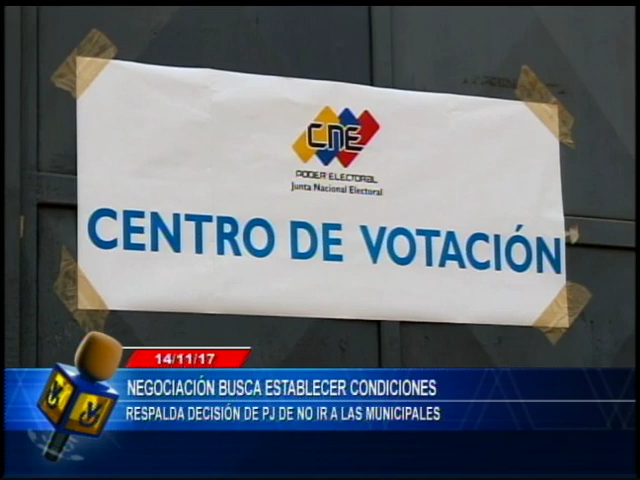 CNE
PODER ELECTORAL
Junta Nacional Electoral
CENTRO DE VOTACIÓN
14/11/17
NEGOCIACIÓN BUSCA ESTABLECER CONDICIONES
RESPALDA DECISIÓN DE PJ DE NO IR A LAS MUNICIPALES